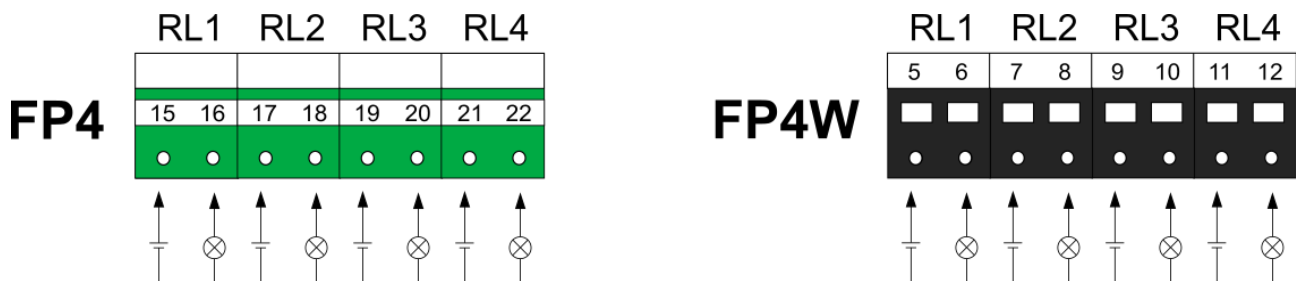 RL1 RL2 RL3 RL4
FP4
15 16 17 18 19 20 21 22
RL1 RL2 RL3 RL4
5 6 7 8 9 10 11 12
FP4W